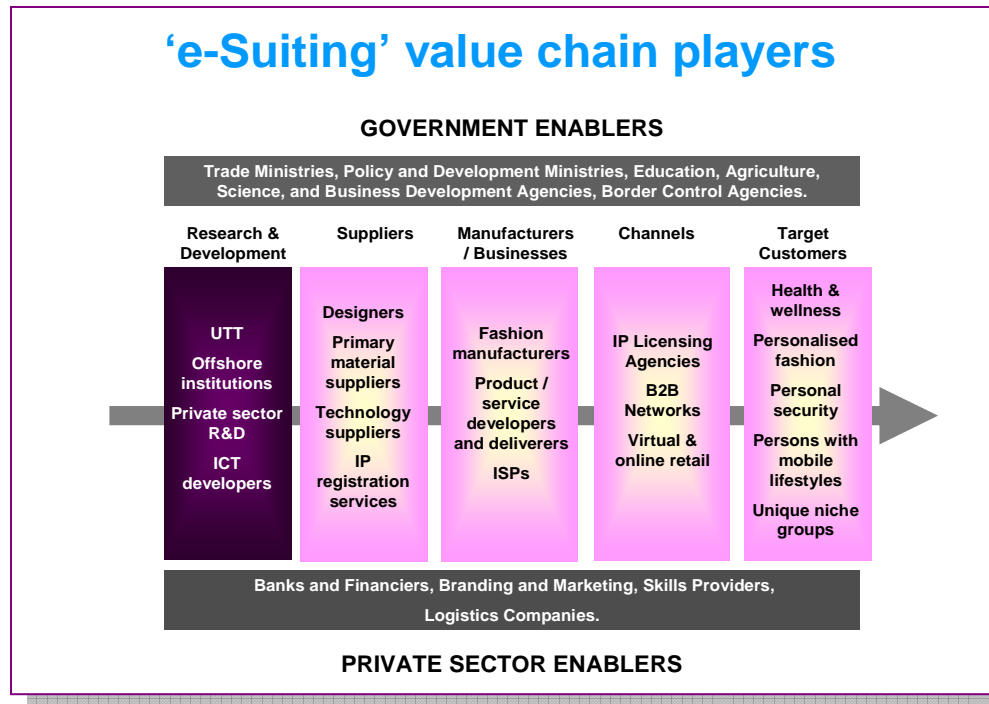 ‘e-Suiting’ value chain players
GOVERNMENT ENABLERS
Trade Ministries, Policy and Development Ministries, Education, Agriculture,
Science, and Business Development Agencies, Border Control Agencies.
Research &
Development
UTT
Offshore
institutions
Private sector
R&D
ICT
developers
Suppliers
Designers
Primary
material
suppliers
Technology
suppliers
IP
registration
services
Manufacturers
/ Businesses
Fashion
manufacturers
Product /
service
developers
and deliverers
ISPs
Channels
IP Licensing
Agencies
B2B
Networks
Virtual &
online retail
Target
Customers
Health &
wellness
Personalised
fashion
Personal
security
Persons with
mobile
lifestyles
Unique niche
groups
Banks and Financiers, Branding and Marketing, Skills Providers,
Logistics Companies.
PRIVATE SECTOR ENABLERS